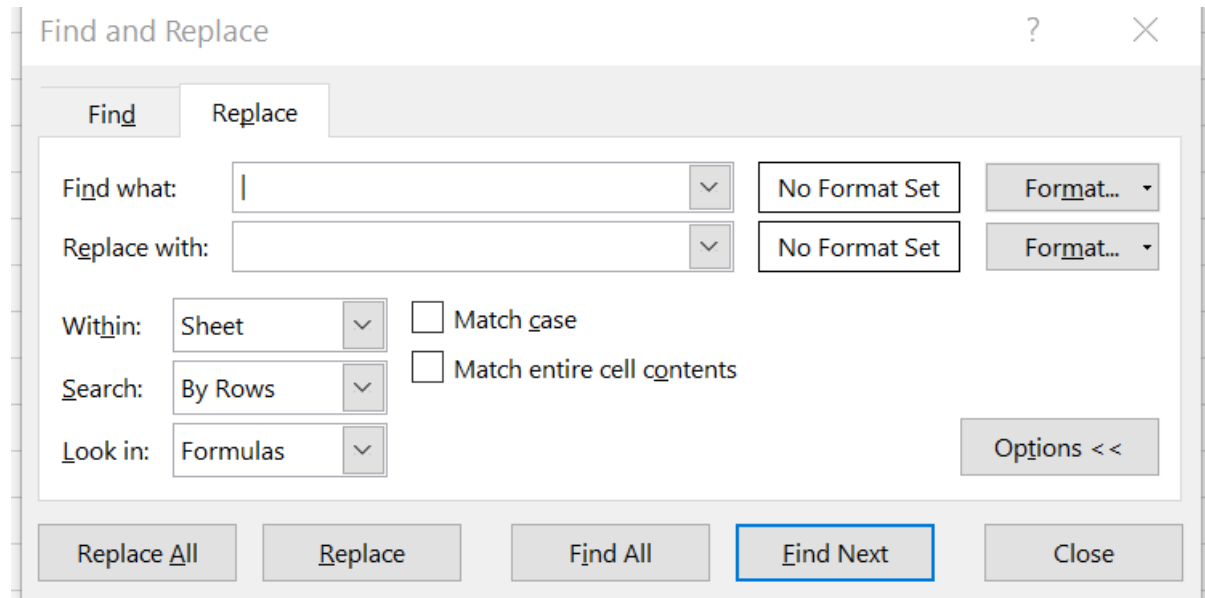 Find and Replace ?
Find Replace
Find what: No Format Set Format...
Replace with: No Format Set Format...
Within: Sheet Match case
Match entire cell contents
Search: By Rows
Look in: Formulas Options <<
Replace All Replace Find All Find Next Close